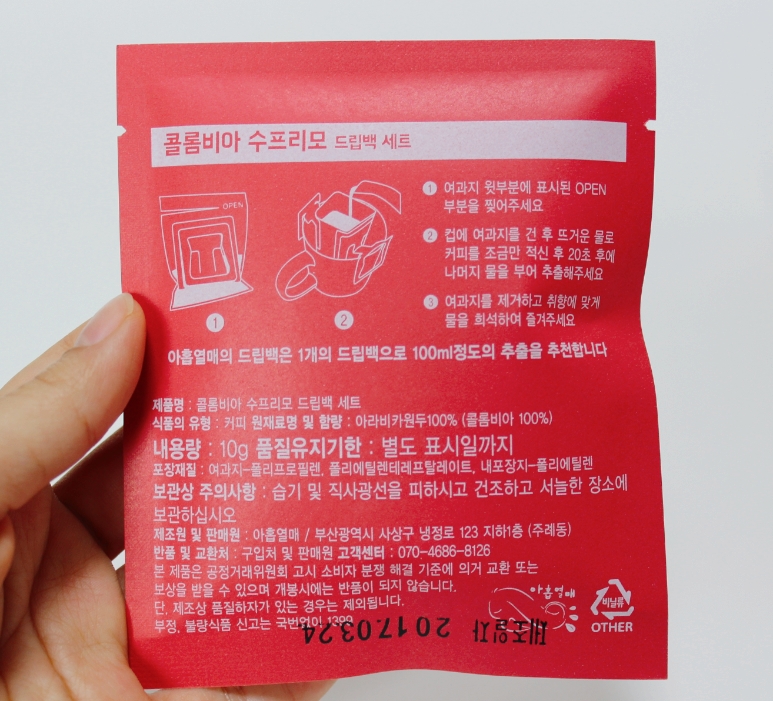 콜롬비아 수프리모 드립백 세트
OPEN
1 여과지 윗부분에 표시된 OPEN
부분을 찢어주세요
2 컵에 여과지를 건 후 뜨거운 물로
커피를 조금만 적신 후 20초 후에
나머지 물을 부어 추출해주세요
3 여과지를 제거하고 취향에 맞게
물을 희석하여 즐겨주세요
1
2
아홉열매의 드립백은 1개의 드립백으로 100ml정도의 추출을 추천합니다
제품명 : 콜롬비아 수프리모 드립백 세트
식품의 유형 : 커피 원재료명 및 함량 : 아라비카원두100% (콜롬비아 100%)
내용량 : 10g 품질유지기한 : 별도 표시일까지
포장재질 : 여과지-폴리프로필렌, 폴리에틸렌테레프탈레이트, 내포장지-폴리에틸렌
보관상 주의사항 : 습기 및 직사광선을 피하시고 건조하고 서늘한 장소에
보관하십시오
제조원 및 판매원 : 아홉열매 / 부산광역시 사상구 냉정로 123 지하1층 (주례동)
반품 및 교환처 : 구입처 및 판매원 고객센터 : 070-4686-8126
본 제품은 공정거래위원회 고시 소비자 분쟁 해결 기준에 의거 교환 또는
보상을 받을 수 있으며 개봉시에는 반품이 되지 않습니다.
단, 제조상 품질하자가 있는 경우는 제외됩니다.
부정, 불량식품 신고는 국번없이 1399
아홉열매
비닐류
OTHER
제조일자 2017.03.24